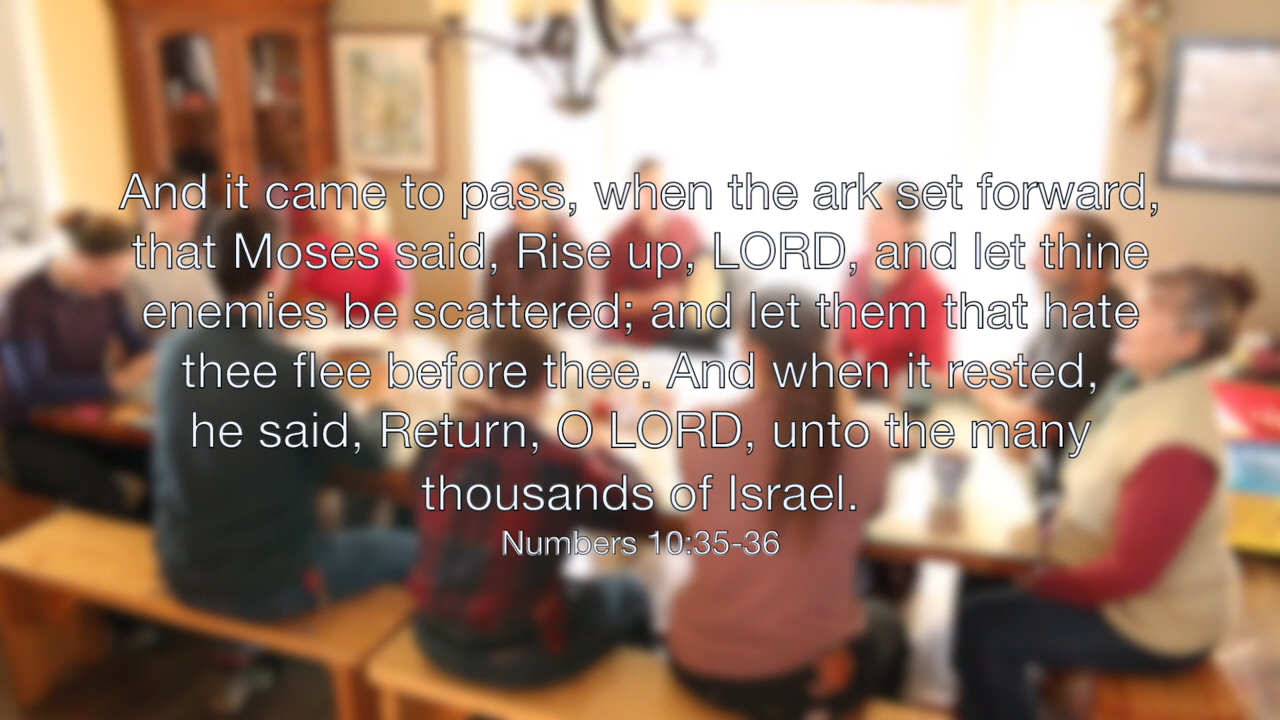 And it came to pass, when the ark set forward,
that Moses said, Rise up, LORD, and let thine
enemies be scattered; and let them that hate
thee flee before thee. And when it rested,
he said, Return, O LORD, unto the many
thousands of Israel.
Numbers 10:35-36